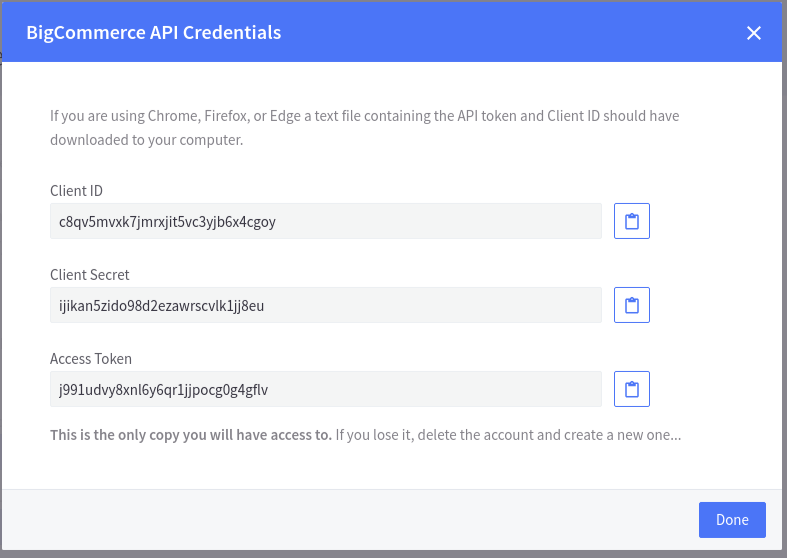 BigCommerce API Credentials
If you are using Chrome, Firefox, or Edge a text file containing the API token and Client ID should have
downloaded to your computer.
Client ID
c8qv5mvxk7jmrxjit5vc3yjb6x4cgoy
Client Secret
ijikan5zido98d2ezawrscvlk1jj8eu
Access Token
j991udvy8xnl6y6qr1jjpocg0g4gflv
This is the only copy you will have access to. If you lose it, delete the account and create a new one...
Done